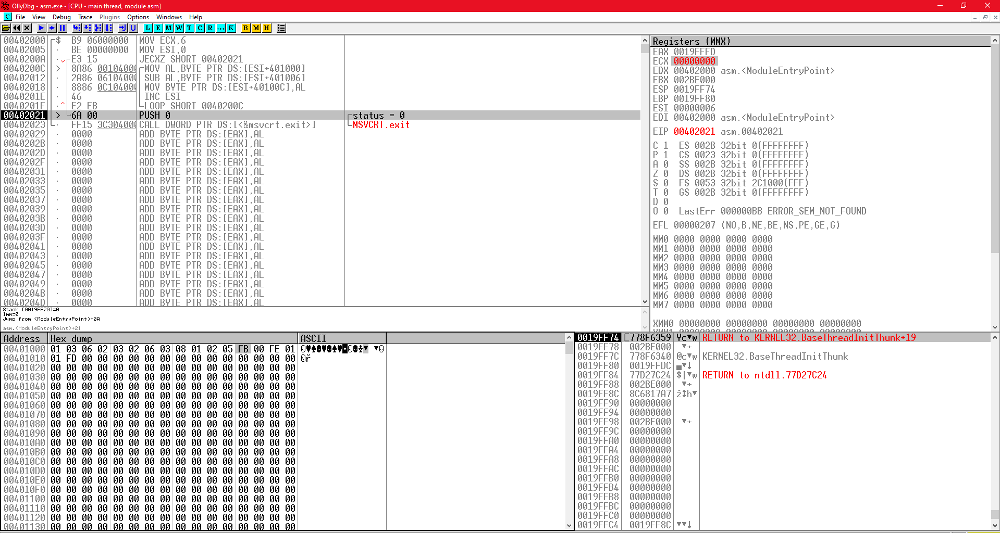 OllyDbg - asm.exe - [CPU - main thread, module asm]
C File View Debug Trace Plugins Options Windows Help
L E M W T C R ... K B M H
00402000 $ B9 06000000 MOV ECX,6
00402005 · BE 00000000 MOV ESI,0
0040200A · E3 15 JECXZ SHORT 00402021
0040200C > 8A86 00104000 MOV AL,BYTE PTR DS:[ESI+401000]
00402012 · 2A86 06104000 SUB AL,BYTE PTR DS:[ESI+401006]
00402018 · 8886 0C104000 MOV BYTE PTR DS:[ESI+40100C],AL
0040201E · 46 INC ESI
0040201F ·^ E2 EB LOOP SHORT 0040200C
00402021 > 6A 00 PUSH 0 status = 0
00402023 · FF15 3C304000 CALL DWORD PTR DS:[<&msvcrt.exit>] MSVCRT.exit
00402029 · 0000 ADD BYTE PTR DS:[EAX],AL
0040202B · 0000 ADD BYTE PTR DS:[EAX],AL
0040202D · 0000 ADD BYTE PTR DS:[EAX],AL
0040202F · 0000 ADD BYTE PTR DS:[EAX],AL
00402031 · 0000 ADD BYTE PTR DS:[EAX],AL
00402033 · 0000 ADD BYTE PTR DS:[EAX],AL
00402035 · 0000 ADD BYTE PTR DS:[EAX],AL
00402037 · 0000 ADD BYTE PTR DS:[EAX],AL
00402039 · 0000 ADD BYTE PTR DS:[EAX],AL
0040203B · 0000 ADD BYTE PTR DS:[EAX],AL
0040203D · 0000 ADD BYTE PTR DS:[EAX],AL
0040203F · 0000 ADD BYTE PTR DS:[EAX],AL
00402041 · 0000 ADD BYTE PTR DS:[EAX],AL
00402043 · 0000 ADD BYTE PTR DS:[EAX],AL
00402045 · 0000 ADD BYTE PTR DS:[EAX],AL
00402047 · 0000 ADD BYTE PTR DS:[EAX],AL
00402049 · 0000 ADD BYTE PTR DS:[EAX],AL
0040204B · 0000 ADD BYTE PTR DS:[EAX],AL
0040204D · 0000 ADD BYTE PTR DS:[EAX],AL
Stack [0019FF70]=0
Imm=0
Jump from <ModuleEntryPoint>+0A
asm.<ModuleEntryPoint>+21
Registers (MMX)
EAX 0019FFFD
ECX 00000000
EDX 00402000 asm.<ModuleEntryPoint>
EBX 002BE000
ESP 0019FF74
EBP 0019FF80
ESI 00000006
EDI 00402000 asm.<ModuleEntryPoint>
EIP 00402021 asm.00402021
C 1 ES 002B 32bit 0(FFFFFFFF)
P 1 CS 0023 32bit 0(FFFFFFFF)
A 0 SS 002B 32bit 0(FFFFFFFF)
Z 0 DS 002B 32bit 0(FFFFFFFF)
S 0 FS 0053 32bit 2C1000(FFF)
T 0 GS 002B 32bit 0(FFFFFFFF)
D 0
O 0 LastErr 000000BB ERROR_SEM_NOT_FOUND
EFL 00000207 (NO,B,NE,BE,NS,PE,GE,G)
MM0 0000 0000 0000 0000
MM1 0000 0000 0000 0000
MM2 0000 0000 0000 0000
MM3 0000 0000 0000 0000
MM4 0000 0000 0000 0000
MM5 0000 0000 0000 0000
MM6 0000 0000 0000 0000
MM7 0000 0000 0000 0000
XMM0 00000000 00000000 00000000 00000000
Address Hex dump ASCII
00401000 01 03 06 02 03 02 06 03 08 01 02 05 FB 00 FE 01
00401010 01 FD 00 00 00 00 00 00 00 00 00 00 00 00 00 00
00401020 00 00 00 00 00 00 00 00 00 00 00 00 00 00 00 00
00401030 00 00 00 00 00 00 00 00 00 00 00 00 00 00 00 00
00401040 00 00 00 00 00 00 00 00 00 00 00 00 00 00 00 00
00401050 00 00 00 00 00 00 00 00 00 00 00 00 00 00 00 00
00401060 00 00 00 00 00 00 00 00 00 00 00 00 00 00 00 00
00401070 00 00 00 00 00 00 00 00 00 00 00 00 00 00 00 00
00401080 00 00 00 00 00 00 00 00 00 00 00 00 00 00 00 00
00401090 00 00 00 00 00 00 00 00 00 00 00 00 00 00 00 00
004010A0 00 00 00 00 00 00 00 00 00 00 00 00 00 00 00 00
004010B0 00 00 00 00 00 00 00 00 00 00 00 00 00 00 00 00
004010C0 00 00 00 00 00 00 00 00 00 00 00 00 00 00 00 00
004010D0 00 00 00 00 00 00 00 00 00 00 00 00 00 00 00 00
004010E0 00 00 00 00 00 00 00 00 00 00 00 00 00 00 00 00
004010F0 00 00 00 00 00 00 00 00 00 00 00 00 00 00 00 00
00401100 00 00 00 00 00 00 00 00 00 00 00 00 00 00 00 00
00401110 00 00 00 00 00 00 00 00 00 00 00 00 00 00 00 00
00401120 00 00 00 00 00 00 00 00 00 00 00 00 00 00 00 00
00401130 00 00 00 00 00 00 00 00 00 00 00 00 00 00 00 00
0019FF74 778F6359 Yc▼w RETURN to KERNEL32.BaseThreadInitThunk+19
0019FF78 002BE000 ▼+
0019FF7C 778F6340 @c▼w KERNEL32.BaseThreadInitThunk
0019FF80 0019FFDC ▄▼↓
0019FF84 77D27C24 $|▼w RETURN to ntdll.77D27C24
0019FF88 002BE000 ▼+
0019FF8C 8C6817A7 ž↨h▼
0019FF90 00000000
0019FF94 00000000
0019FF98 002BE000 ▼+
0019FF9C 00000000
0019FFA0 00000000
0019FFA4 00000000
0019FFA8 00000000
0019FFAC 00000000
0019FFB0 00000000
0019FFB4 00000000
0019FFB8 00000000
0019FFBC 00000000
0019FFC0 00000000
0019FFC4 0019FF8C ▼▼↓